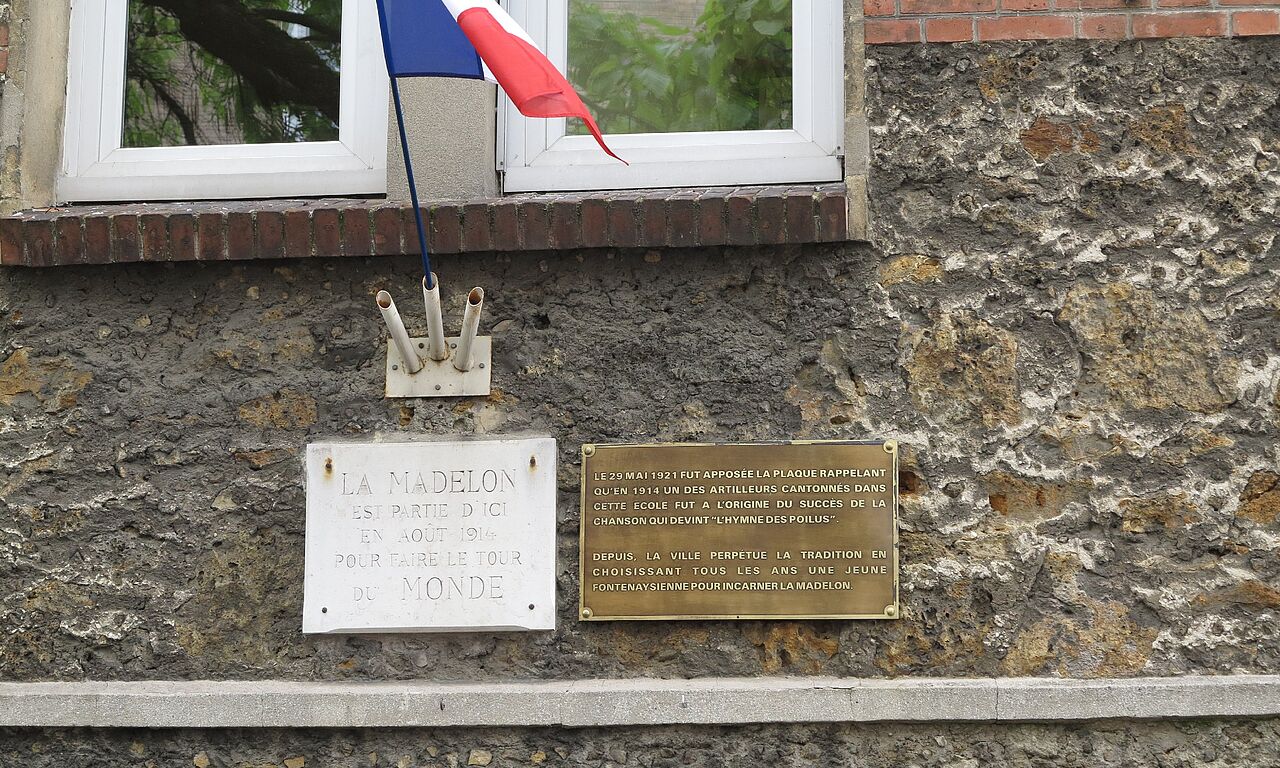 LA MADELON
EST PARTIE D'ICI
EN AOÛT 1914
POUR FAIRE LE TOUR
DU MONDE
LE 29 MAI 1921 FUT APPOSÉE LA PLAQUE RAPPELANT
QU'EN 1914 UN DES ARTILLEURS CANTONNÉS DANS
CETTE ECOLE FUT A L'ORIGINE DU SUCCÈS DE LA
CHANSON QUI DEVINT "L'HYMNE DES POILUS".
DEPUIS, LA VILLE PERPÉTUE LA TRADITION EN
CHOISISSANT TOUS LES ANS UNE JEUNE
FONTENAYSIENNE POUR INCARNER LA MADELON.